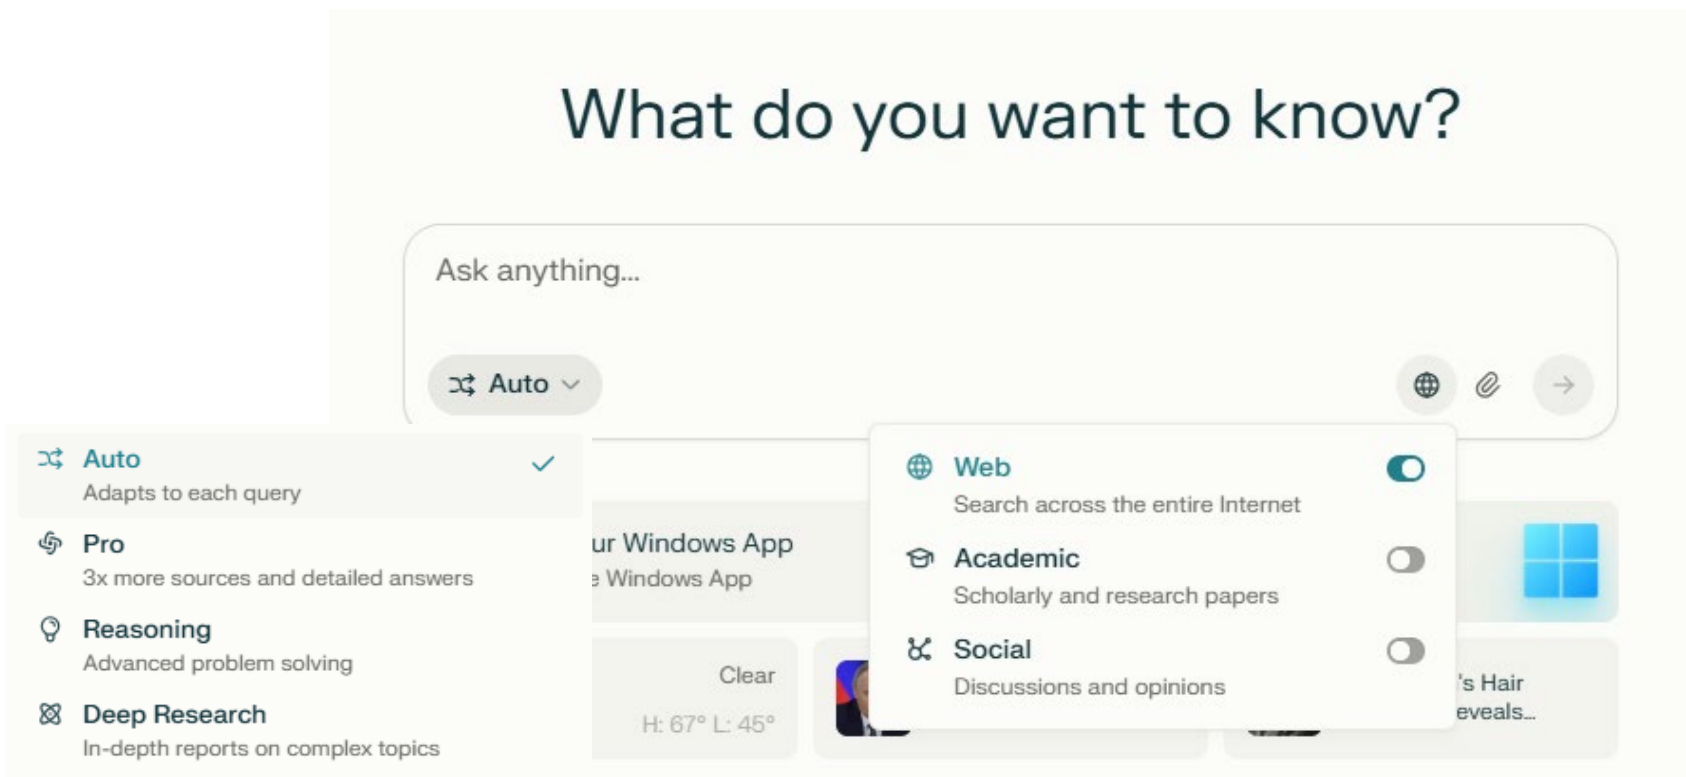 What do you want to know?
Ask anything...
Auto
Auto
Adapts to each query
Pro
3x more sources and detailed answers
Reasoning
Advanced problem solving
Deep Research
In-depth reports on complex topics
ur Windows App
e Windows App
Clear
H: 67° L: 45°
Web
Search across the entire Internet
Academic
Scholarly and research papers
Social
Discussions and opinions
's Hair
eveals...